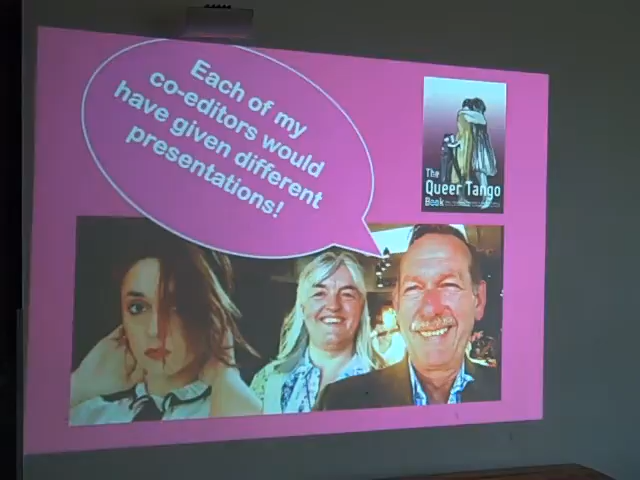 Each of my
co-editors would
have given different
presentations!
The
Queer Tango
Book